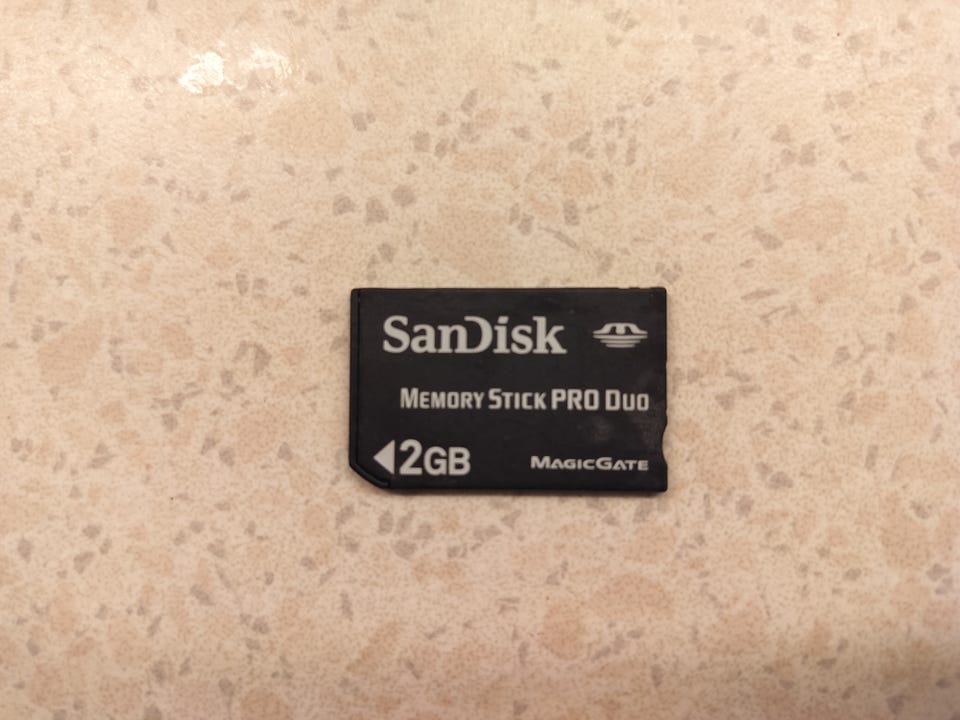 SanDisk
MEMORY STICK PRO DUO
2GB
MAGICGATE